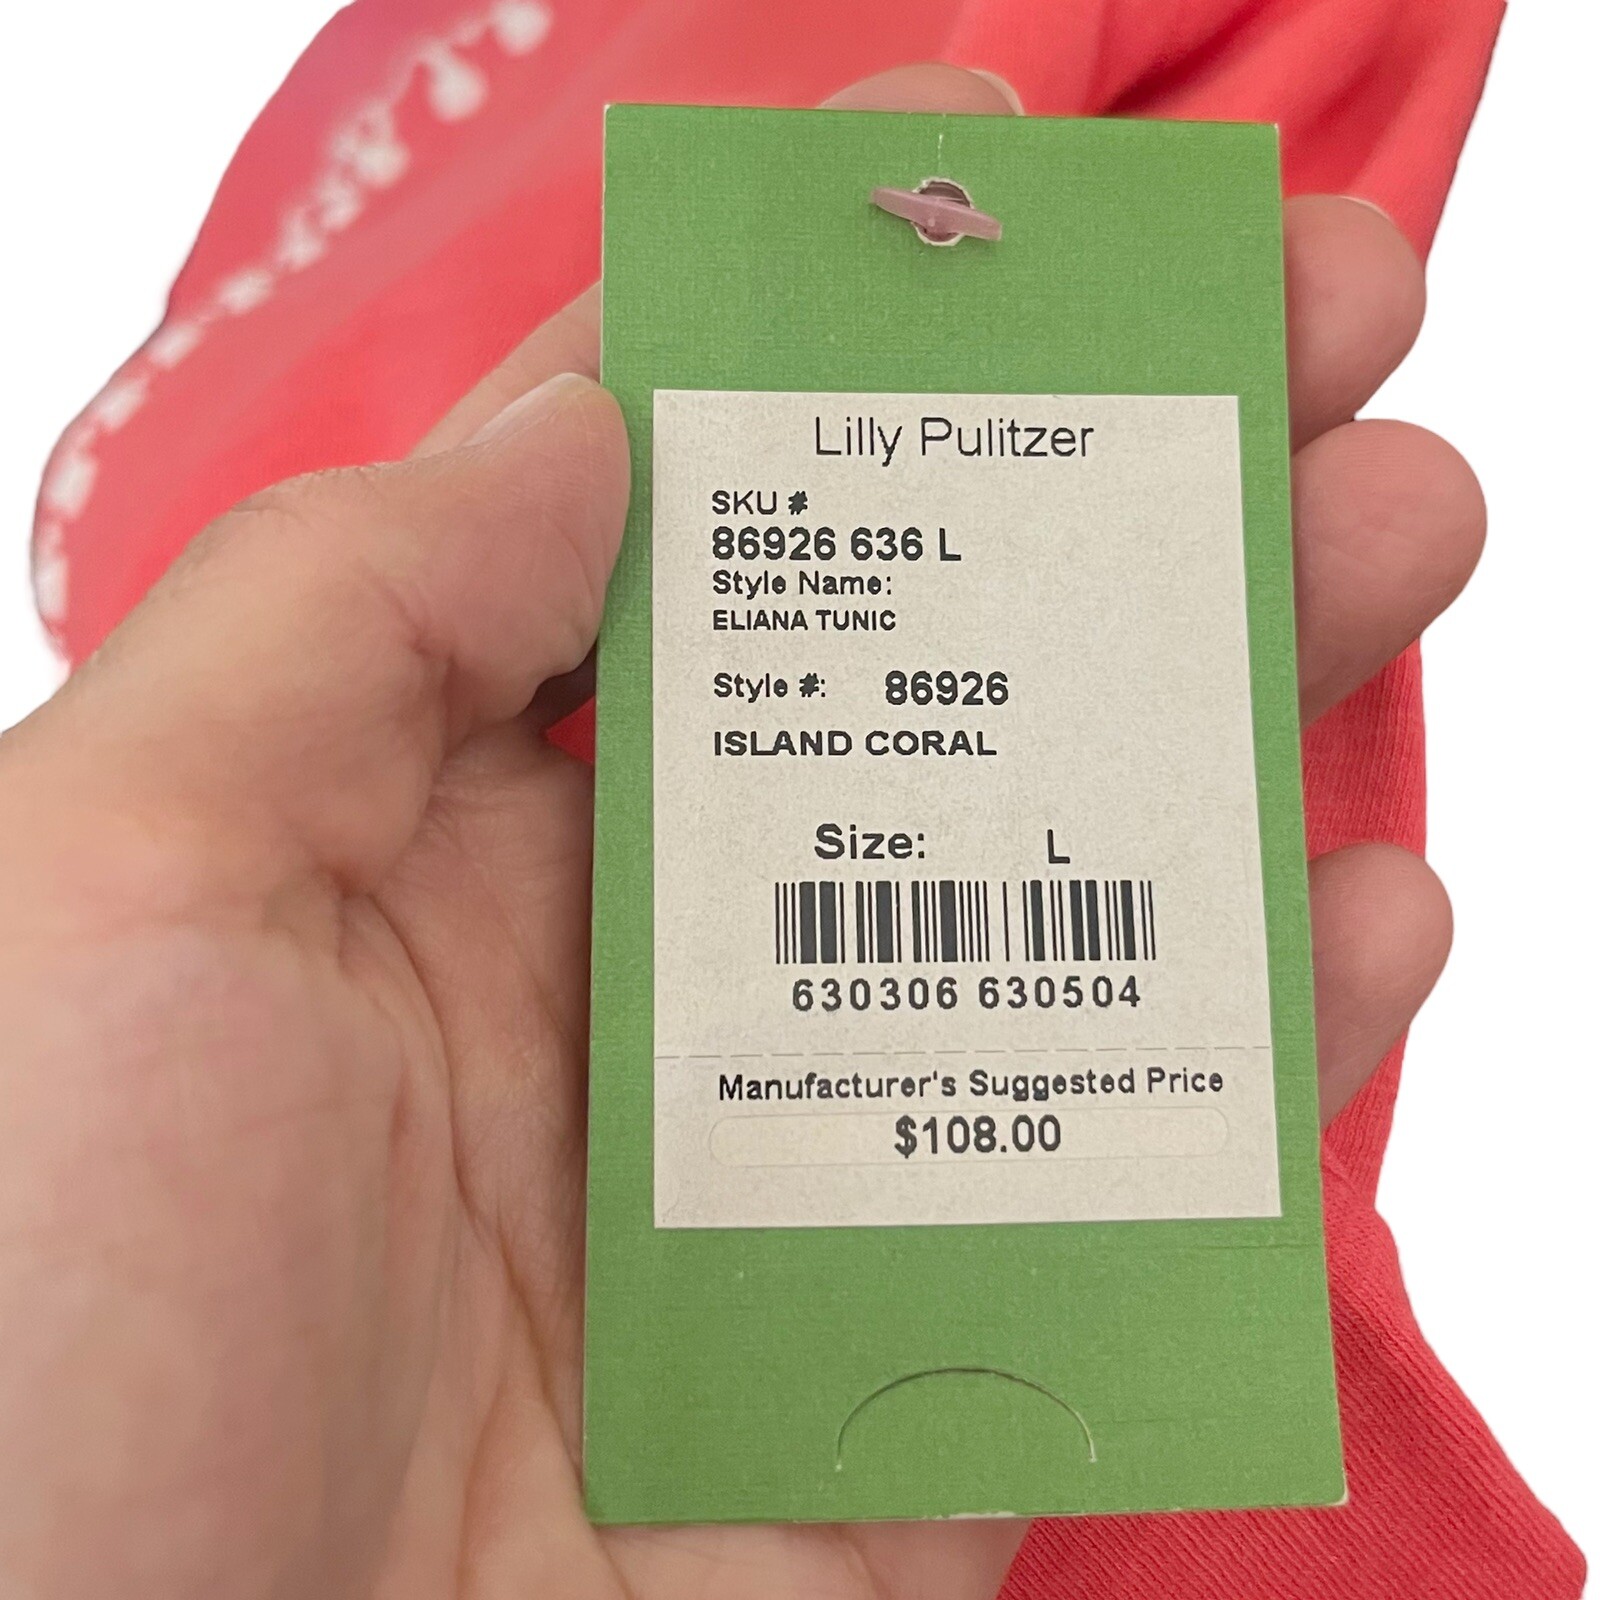 Lilly Pulitzer
SKU #
86926 636 L
Style Name:
ELIANA TUNIC
Style #: 86926
ISLAND CORAL
Size: L
630306 630504
Manufacturer's Suggested Price
$108.00